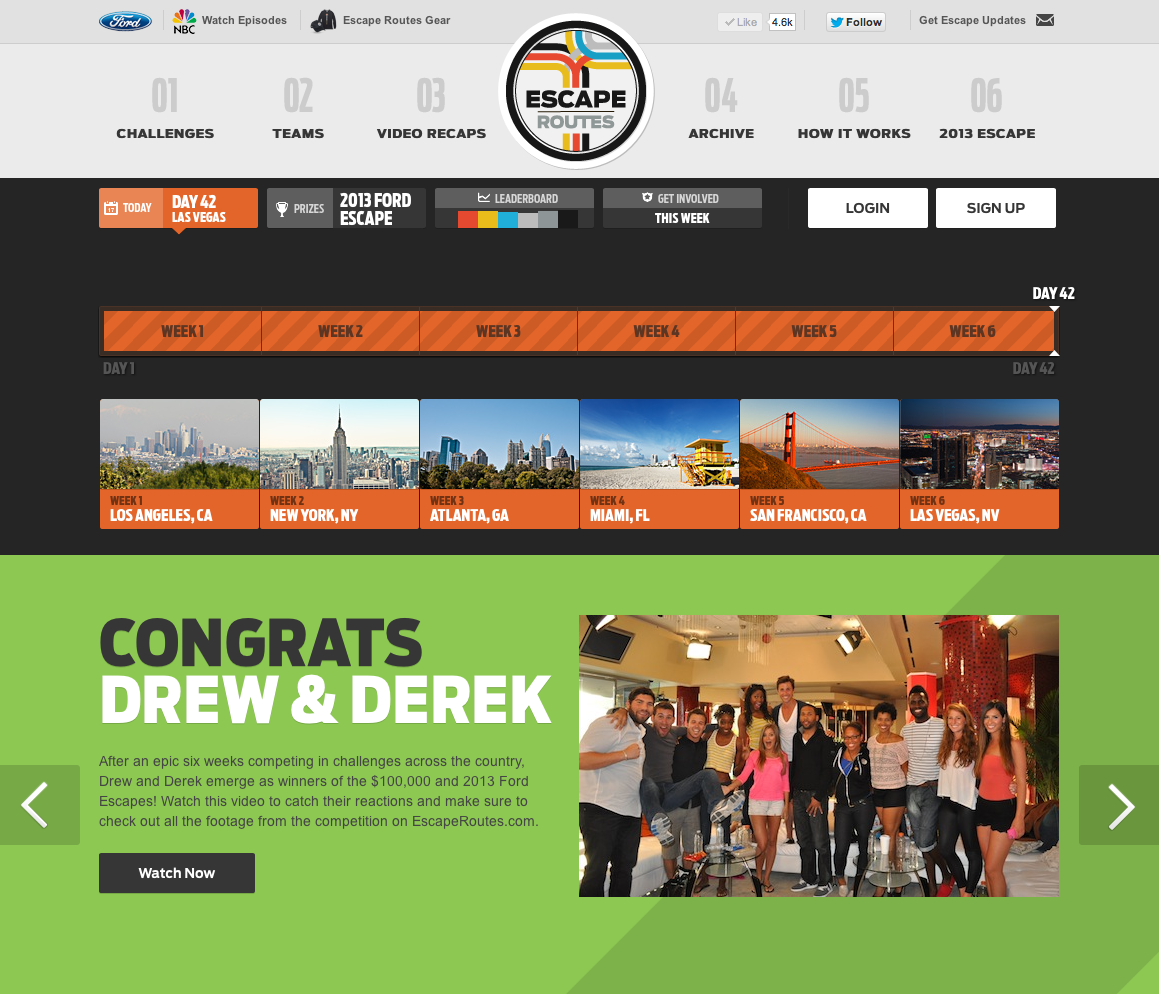 Ford
NBC
Watch Episodes
Escape Routes Gear
Like
4.6k
Follow
Get Escape Updates
01
CHALLENGES
02
TEAMS
03
VIDEO RECAPS
ESCAPE
ROUTES
04
ARCHIVE
05
HOW IT WORKS
06
2013 ESCAPE
TODAY
DAY 42
LAS VEGAS
PRIZES
2013 FORD
ESCAPE
LEADERBOARD
GET INVOLVED
THIS WEEK
LOGIN
SIGN UP
DAY 42
WEEK 1
WEEK 2
WEEK 3
WEEK 4
WEEK 5
WEEK 6
DAY 1
DAY 42
WEEK 1
LOS ANGELES, CA
WEEK 2
NEW YORK, NY
WEEK 3
ATLANTA, GA
WEEK 4
MIAMI, FL
WEEK 5
SAN FRANCISCO, CA
WEEK 6
LAS VEGAS, NV
CONGRATS
DREW & DEREK
After an epic six weeks competing in challenges across the country,
Drew and Derek emerge as winners of the $100,000 and 2013 Ford
Escapes! Watch this video to catch their reactions and make sure to
check out all the footage from the competition on EscapeRoutes.com.
Watch Now